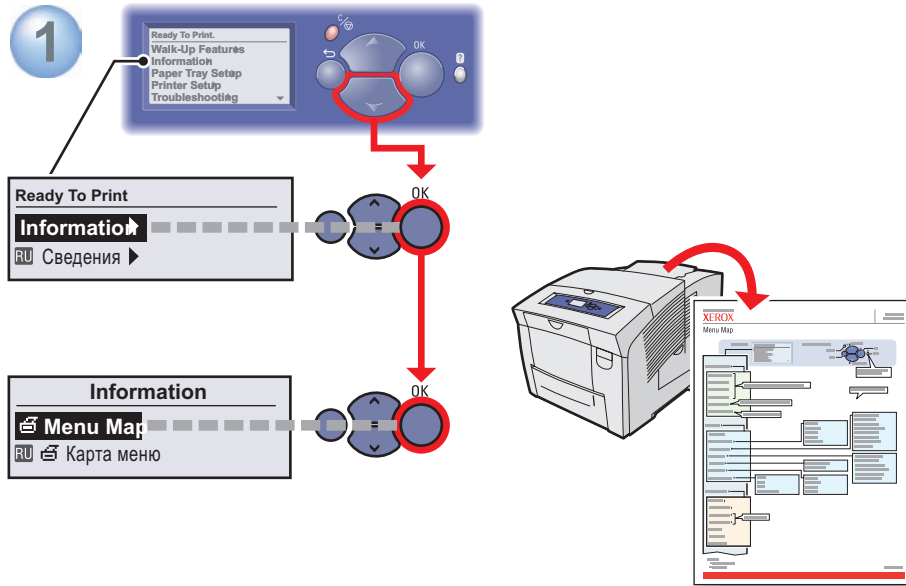 1
Ready To Print.
Walk-Up Features
Information
Paper Tray Setup
Printer Setup
Troubleshooting
C/
OK
?
OK
Ready To Print
Information
RU Сведения
OK
Information
Menu Map
RU Карта меню
XEROX
Menu Map